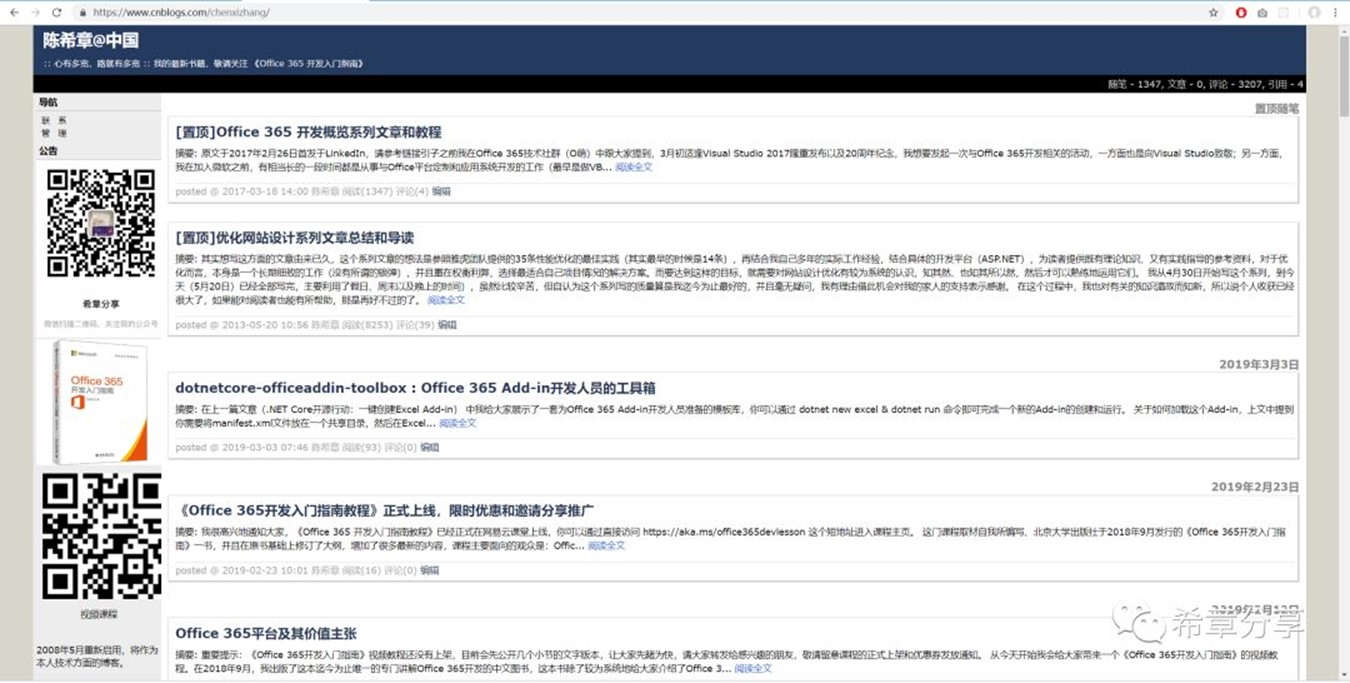 https://www.cnblogs.com/chenxizhang/
陈希章@中国
:: 心有多宽,路就有多宽 :: 我的最新书籍,敬请关注 《Office 365 开发入门指南》
随笔 - 1347, 文章 - 0, 评论 - 3207, 引用 - 4
导航
联 系
管 理
公告
希章分享
微信扫描二维码,关注我的公众号
Microsoft
Office 365
开发入门指南
视频课程
2008年5月重新启用,将作为
本人技术方面的博客。
置顶随笔
[置顶]Office 365 开发概览系列文章和教程
摘要: 原文于2017年2月26日首发于LinkedIn,请参考链接引子之前我在Office 365技术社群(O萌)中跟大家提到,3月初适逢Visual Studio 2017隆重发布以及20周年纪念,我想要发起一次与Office 365开发相关的活动,一方面也是向Visual Studio致敬;另一方面,
我在加入微软之前,有相当长的一段时间都是从事与Office平台定制和应用系统开发的工作(最早是做VB... 阅读全文
posted @ 2017-03-18 14:00 陈希章 阅读(1347) 评论(4) 编辑
[置顶]优化网站设计系列文章总结和导读
摘要: 其实想写这方面的文章由来已久,这个系列文章的想法是参照雅虎团队提供的35条性能优化的最佳实践(其实最早的时候是14条),再结合我自己多年的实际工作经验,结合具体的开发平台(ASP.NET),为读者提供既有理论知识,又有实践指导的参考资料,对于优
化而言,本身是一个长期细致的工作(没有所谓的银弹),并且重在权衡利弊,选择最适合自己项目情况的解决方案。而要达到这样的目标,就需要对网站设计优化有较为系统的认识,知其然,也知其所以然,然后才可以熟练地运用它们。 我从4月30日开始写这个系列,到今
天(5月20日)已经全部写完,主要利用了假日、周末以及晚上的时间),虽然比较辛苦,但自认为这个系列写的质量算是我迄今为止最好的,并且毫无疑问,我有理由借此机会对我的家人的支持表示感谢。 在这个过程中,我也对有关的知识温故而知新,所以说个人收获已经
很大了,如果能对阅读者也能有所帮助,那是再好不过的了。 阅读全文
posted @ 2013-05-20 10:56 陈希章 阅读(8253) 评论(39) 编辑
2019年3月3日
dotnetcore-officeaddin-toolbox : Office 365 Add-in开发人员的工具箱
摘要: 在上一篇文章(.NET Core开源行动:一键创建Excel Add-in) 中我给大家展示了一套为Office 365 Add-in开发人员准备的模板库,你可以通过 dotnet new excel & dotnet run 命令即可完成一个新的Add-in的创建和运行。 关于如何加载这个Add-in,上文中提到
你需要将manifest.xml文件放在一个共享目录,然后在Excel... 阅读全文
posted @ 2019-03-03 07:46 陈希章 阅读(93) 评论(0) 编辑
2019年2月23日
《Office 365开发入门指南教程》正式上线,限时优惠和邀请分享推广
摘要: 我很高兴地通知大家,《Office 365 开发入门指南教程》已经正式在网易云课堂上线,你可以通过直接访问 https://aka.ms/office365devlesson 这个短地址进入课程主页。 这门课程取材自我所编写、北京大学出版社于2018年9月发行的《Office 365开发入门指
南》一书,并且在原书基础上修订了大纲,增加了很多最新的内容,课程主要面向的观众是:Offic... 阅读全文
posted @ 2019-02-23 10:01 陈希章 阅读(16) 评论(0) 编辑
2019年2月12日
Office 365平台及其价值主张
摘要: 重要提示:《Office 365开发入门指南》视频教程还没有上架,目前会先公开几个小节的文字版本,让大家先睹为快,请大家转发给感兴趣的朋友,敬请留意课程的正式上架和优惠券发放通知。 从今天开始我会给大家带来一个《Office 365开发入门指南》的视频教
程。在2018年9月,我出版了这本迄今为止唯一的专门讲解Office 365开发的中文图书,这本书除了较为系统地给大家介绍了Office 3... 阅读全文
希章分享